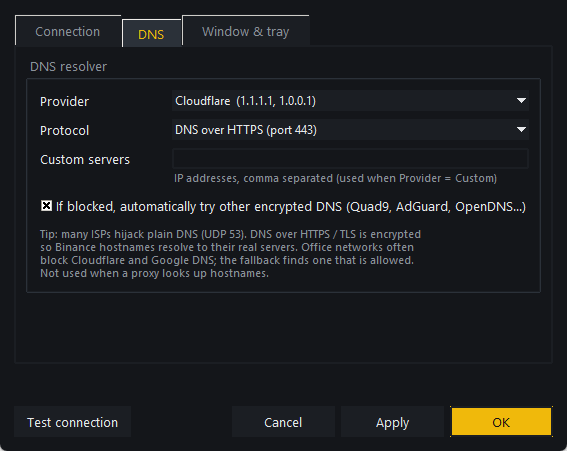 Connection
DNS
Window & tray
DNS resolver
Provider
Cloudflare (1.1.1.1, 1.0.0.1)
Protocol
DNS over HTTPS (port 443)
Custom servers
IP addresses, comma separated (used when Provider = Custom)
If blocked, automatically try other encrypted DNS (Quad9, AdGuard, OpenDNS...)
Tip: many ISPs hijack plain DNS (UDP 53). DNS over HTTPS / TLS is encrypted
so Binance hostnames resolve to their real servers. Office networks often
block Cloudflare and Google DNS; the fallback finds one that is allowed.
Not used when a proxy looks up hostnames.
Test connection
Cancel
Apply
OK